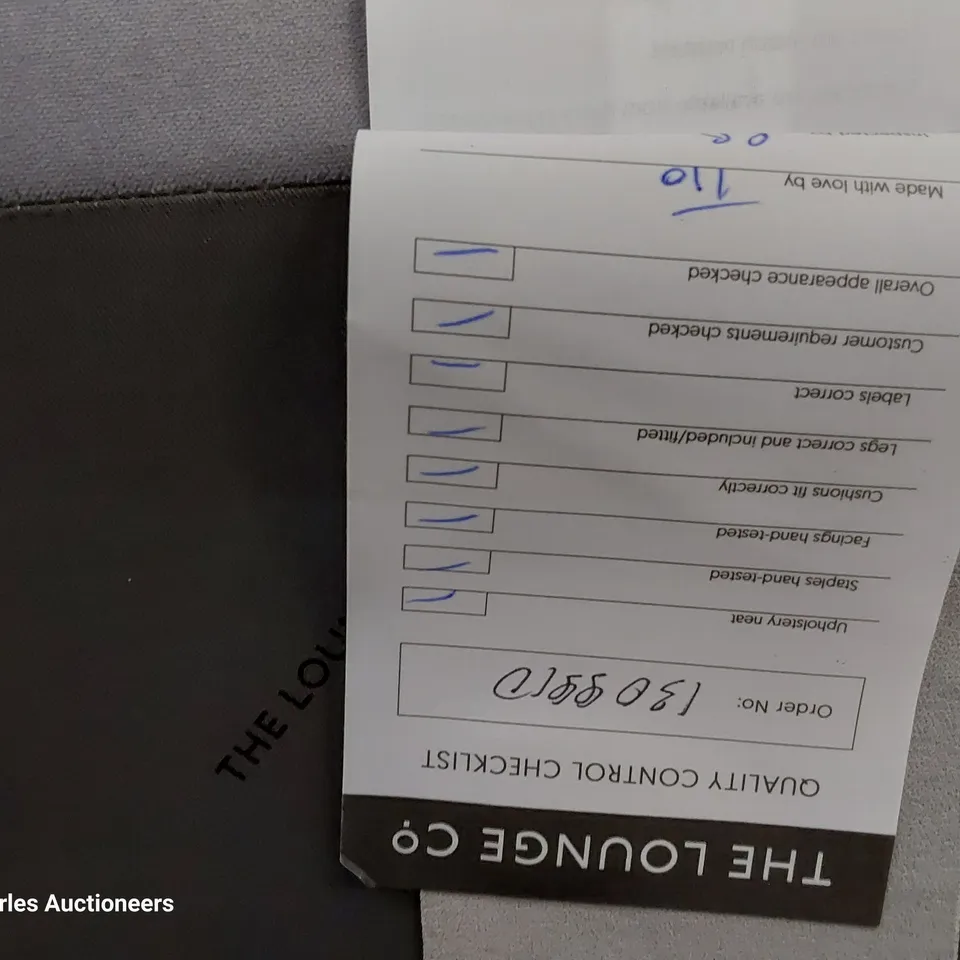 THE LOUNGE Co.
QUALITY CONTROL CHECKLIST
Order No:
Upholstery neat
Staples hand-tested
Facings hand-tested
Cushions fit correctly
Legs correct and included/fitted
Labels correct
Customer requirements checked
Overall appearance checked
Made with love by
THE LOU
rles Auctioneers